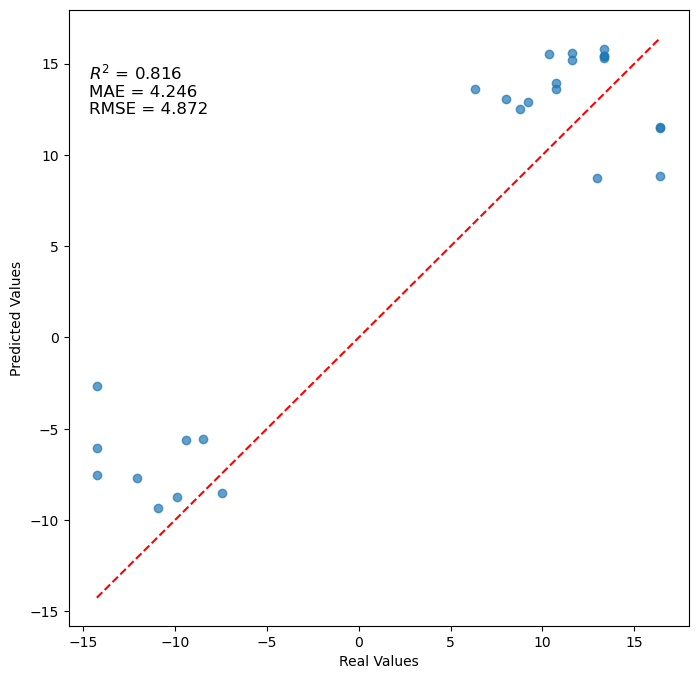 R² = 0.816
MAE = 4.246
RMSE = 4.872
Predicted Values
15
10
5
0
−5
−10
−15
−15
−10
−5
0
5
10
15
Real Values